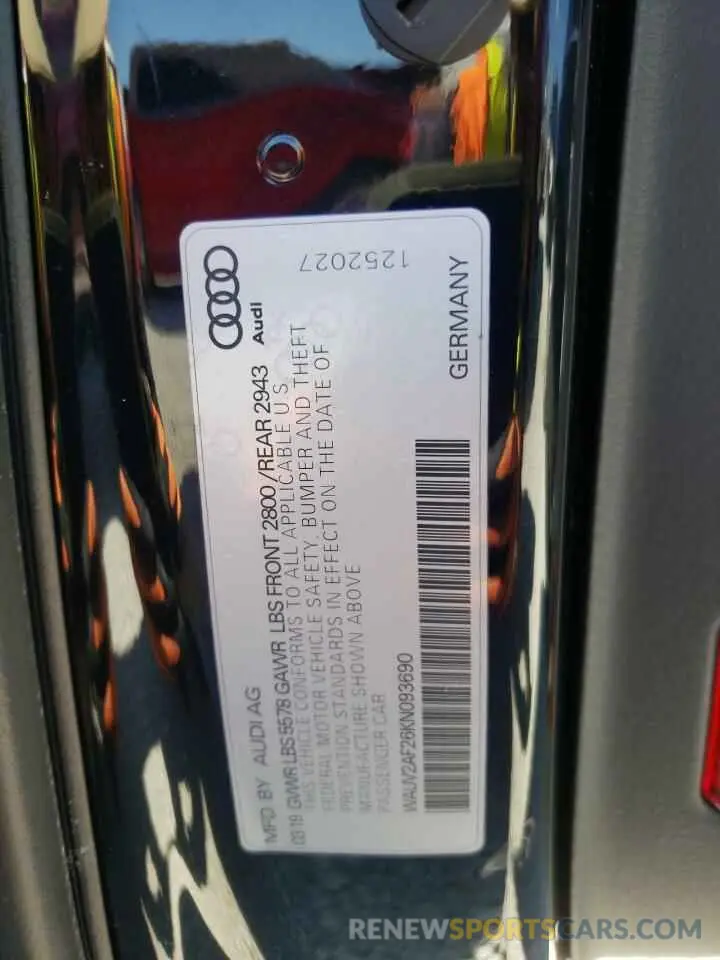 Audi
1252027
MFD BY AUDI AG
03 19 GVWR LBS 5578 GAWR LBS FRONT 2800/REAR 2943
THIS VEHICLE CONFORMS TO ALL APPLICABLE U S
FEDERAL MOTOR VEHICLE SAFETY, BUMPER AND THEFT
PREVENTION STANDARDS IN EFFECT ON THE DATE OF
MANUFACTURE SHOWN ABOVE
PASSENGER CAR
WAUV2AF26KN093690
GERMANY
RENEWSPORTSCARS.COM